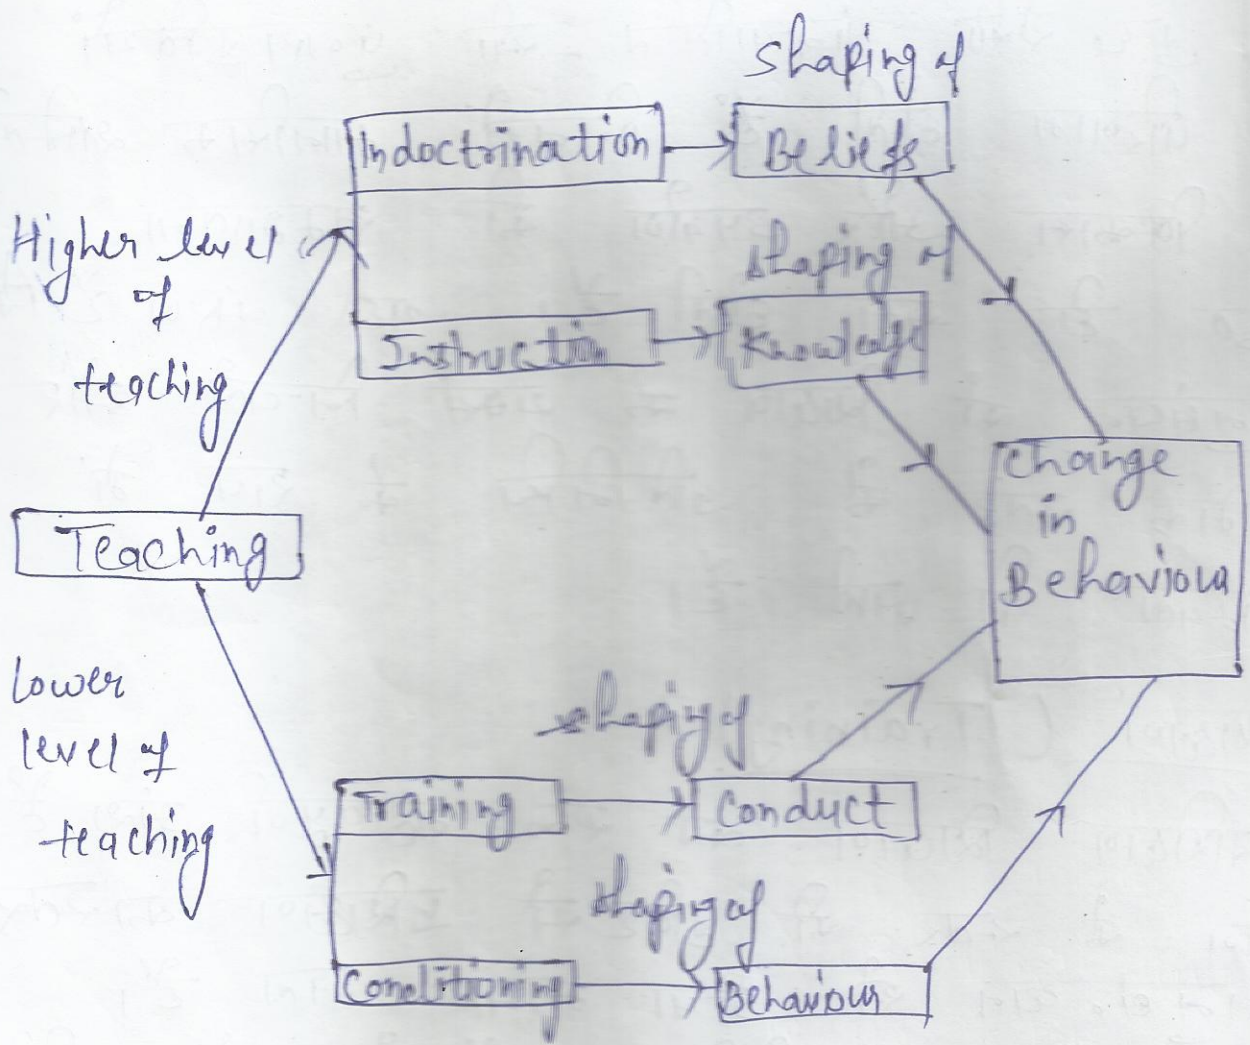 shaping of
Indoctrination
Beliefs
Higher level
of
teaching
shaping of
Instruction
Knowledge
Change
in
Behaviour
Teaching
Lower
level of
teaching
shaping of
Training
Conduct
shaping of
Conditioning
Behaviour